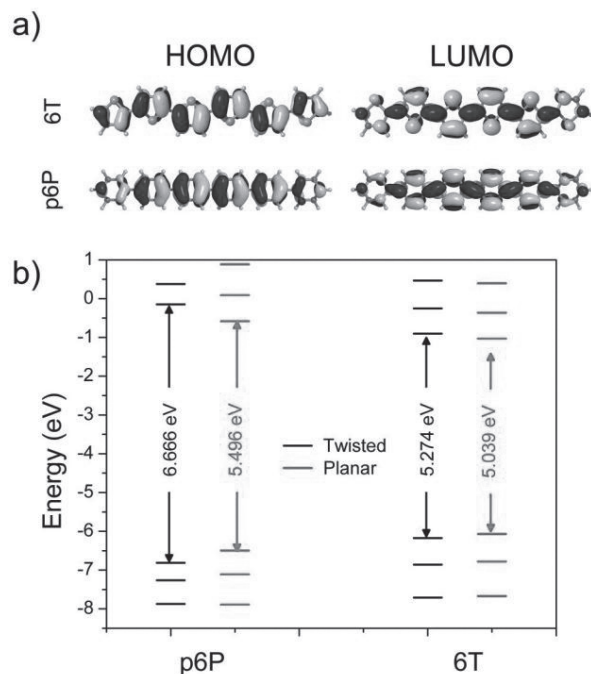 a)
HOMO LUMO
6T
p6P
b)
Energy (eV)
1
0
-1
-2
-3
-4
-5
-6
-7
-8
6.666 eV
5.496 eV
Twisted
Planar
5.274 eV
5.039 eV
p6P 6T